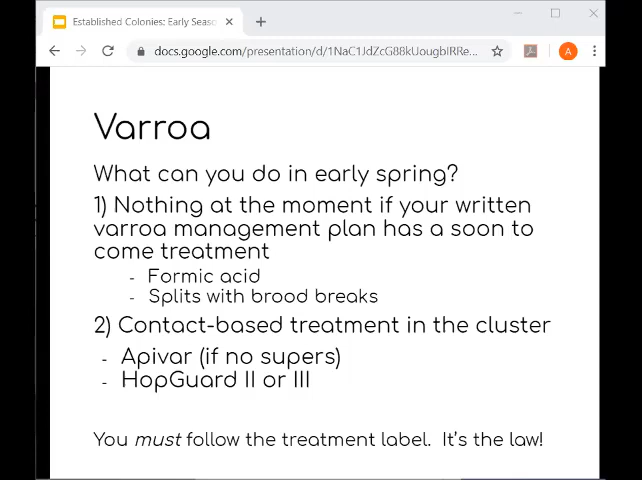 Established Colonies: Early Seaso
docs.google.com/presentation/d/1NaC1JdZcG88kUougbIRRe...
A
Varroa
What can you do in early spring?
1) Nothing at the moment if your written
varroa management plan has a soon to
come treatment
- Formic acid
- Splits with brood breaks
2) Contact-based treatment in the cluster
- Apivar (if no supers)
- HopGuard II or III
You must follow the treatment label. It's the law!